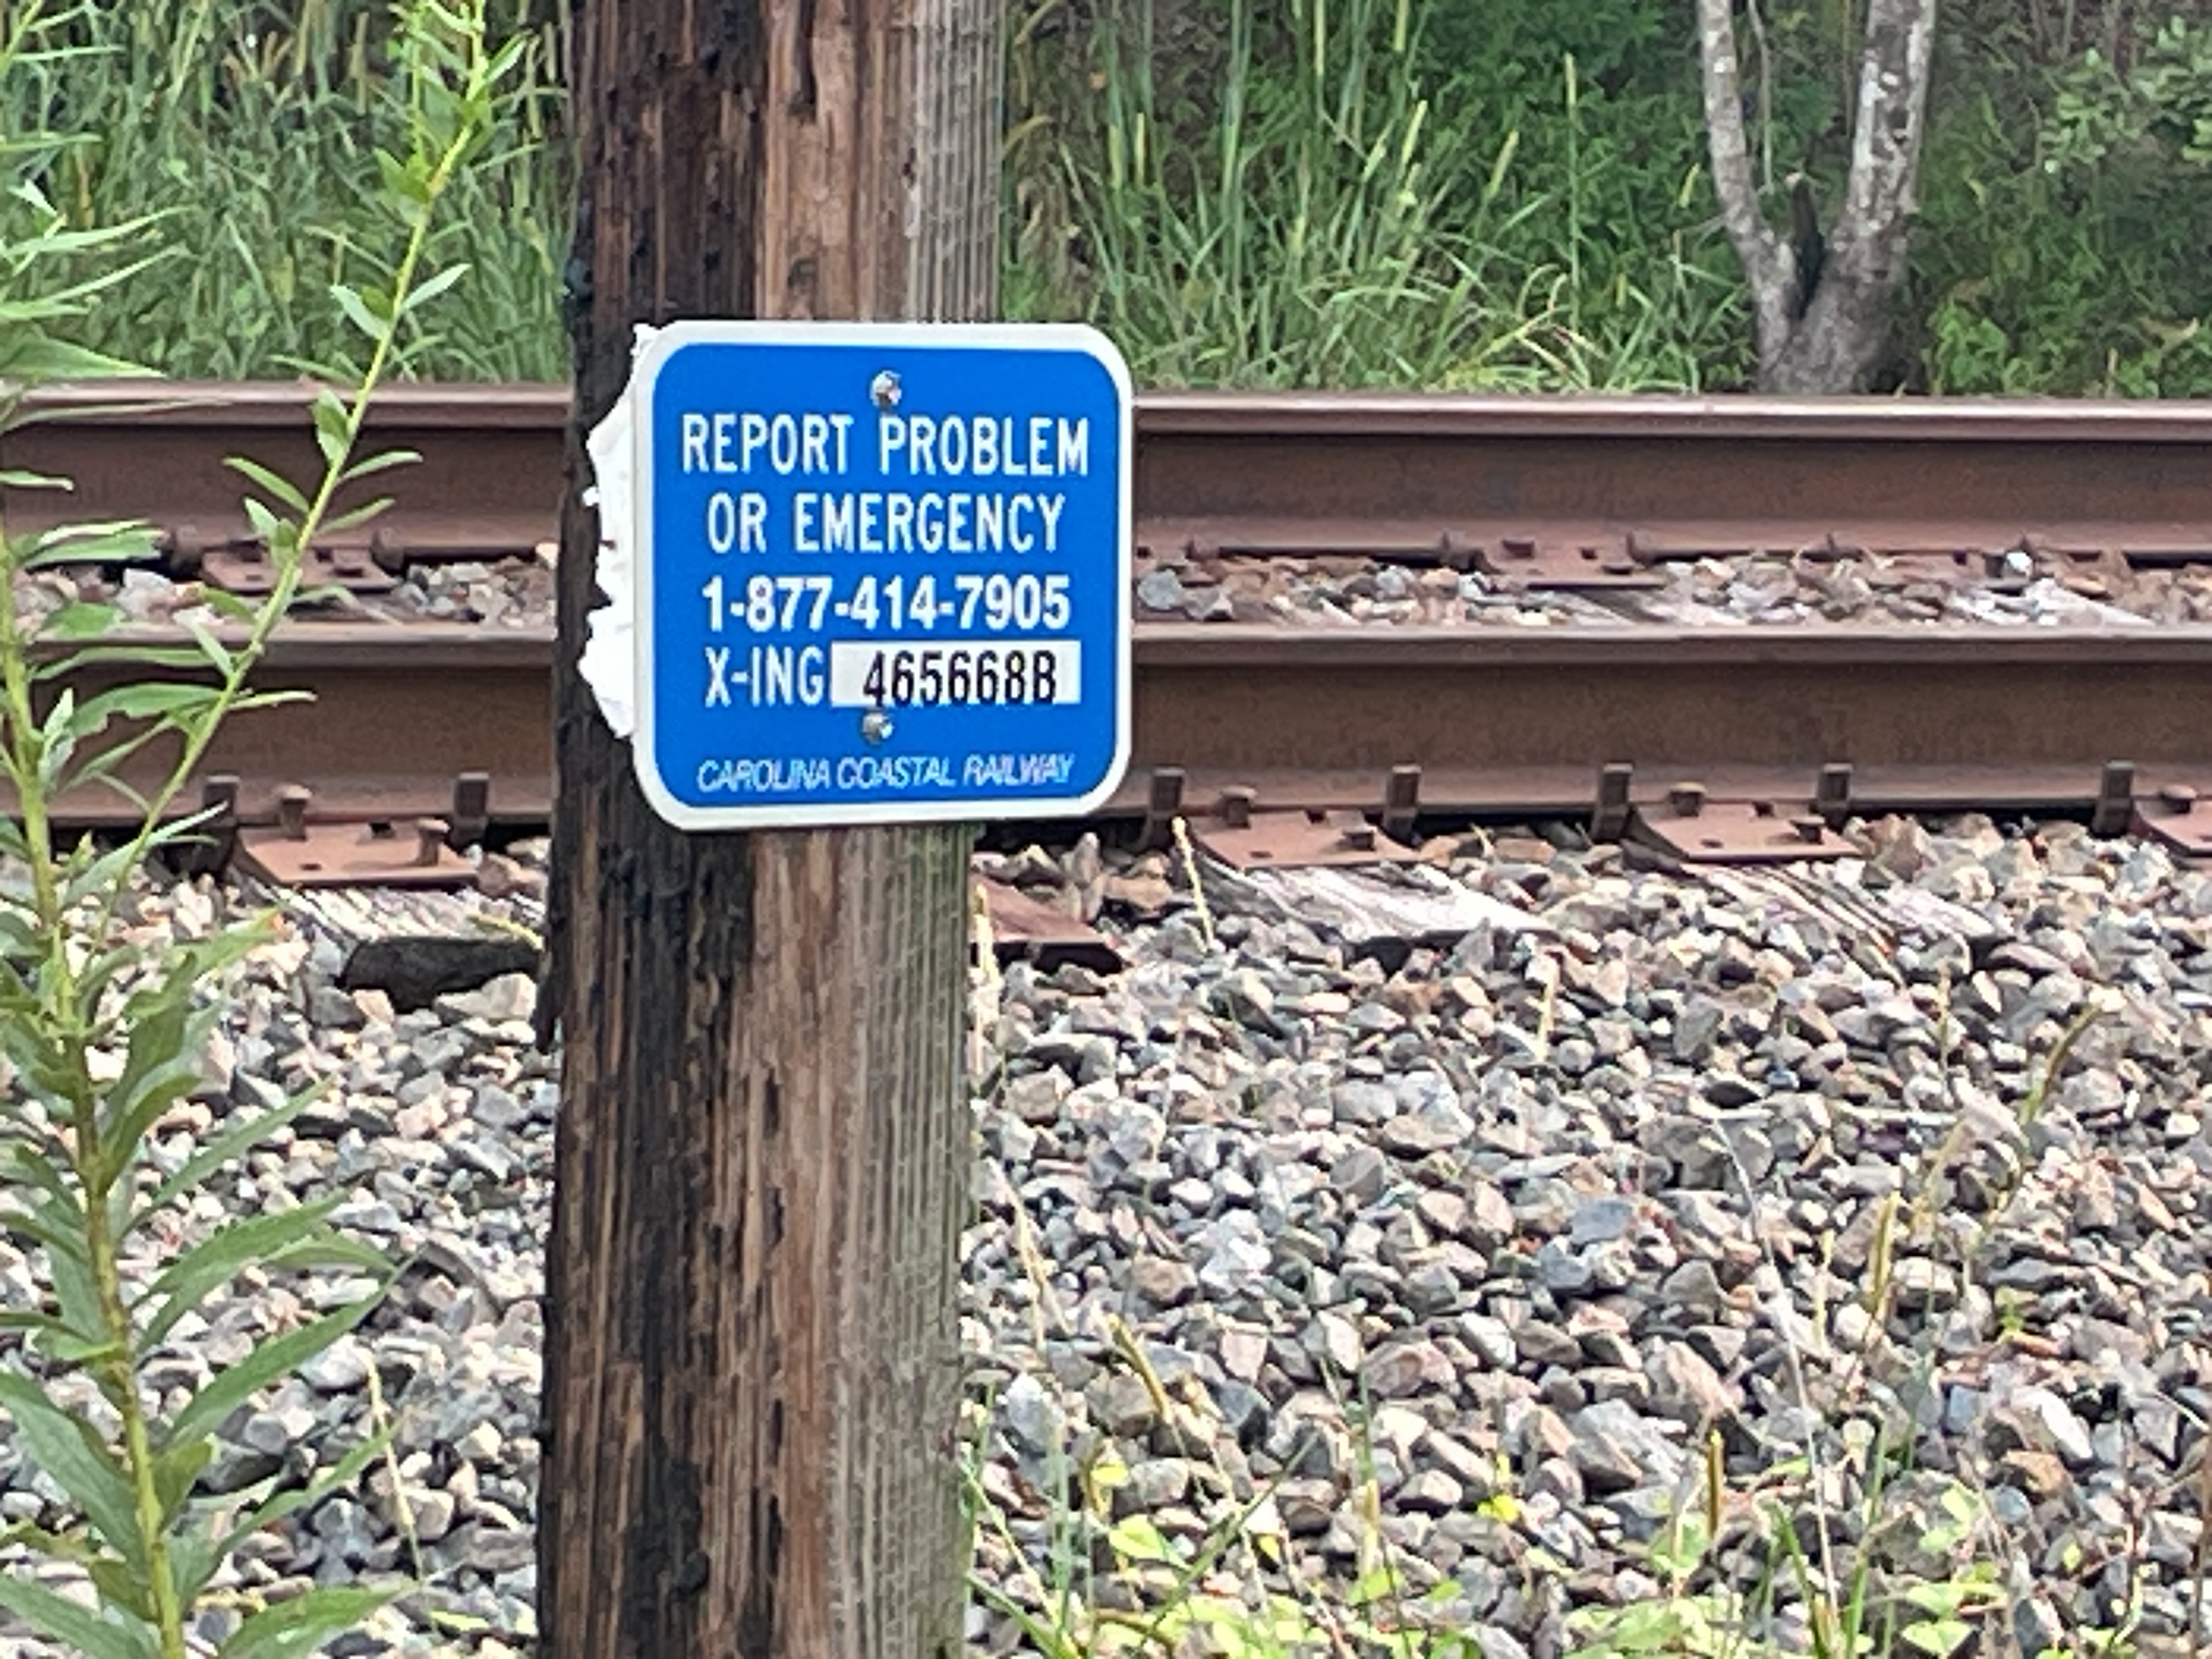 REPORT PROBLEM
OR EMERGENCY
1-877-414-7905
X-ING 465668B
CAROLINA COASTAL RAILWAY